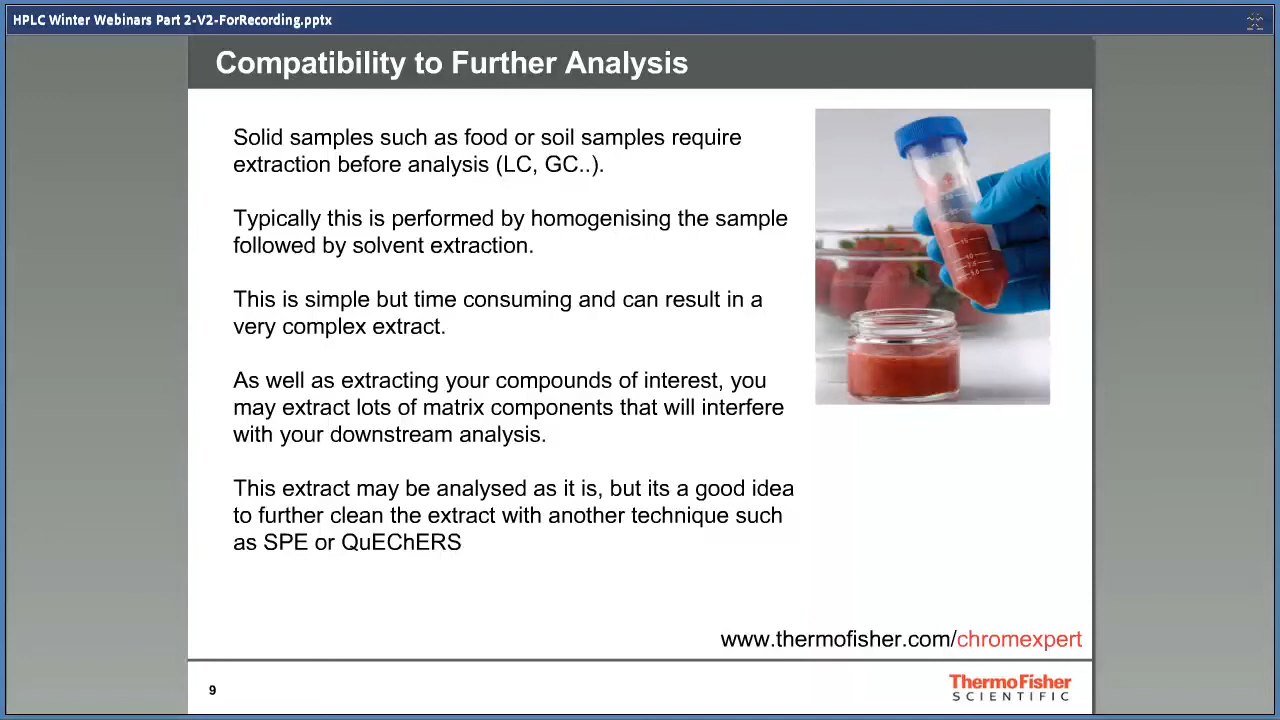 HPLC Winter Webinars Part 2-V2-ForRecording.pptx
Compatibility to Further Analysis
Solid samples such as food or soil samples require
extraction before analysis (LC, GC..).
Typically this is performed by homogenising the sample
followed by solvent extraction.
This is simple but time consuming and can result in a
very complex extract.
As well as extracting your compounds of interest, you
may extract lots of matrix components that will interfere
with your downstream analysis.
This extract may be analysed as it is, but its a good idea
to further clean the extract with another technique such
as SPE or QuEChERS
www.thermofisher.com/chromexpert
9
ThermoFisher
SCIENTIFIC